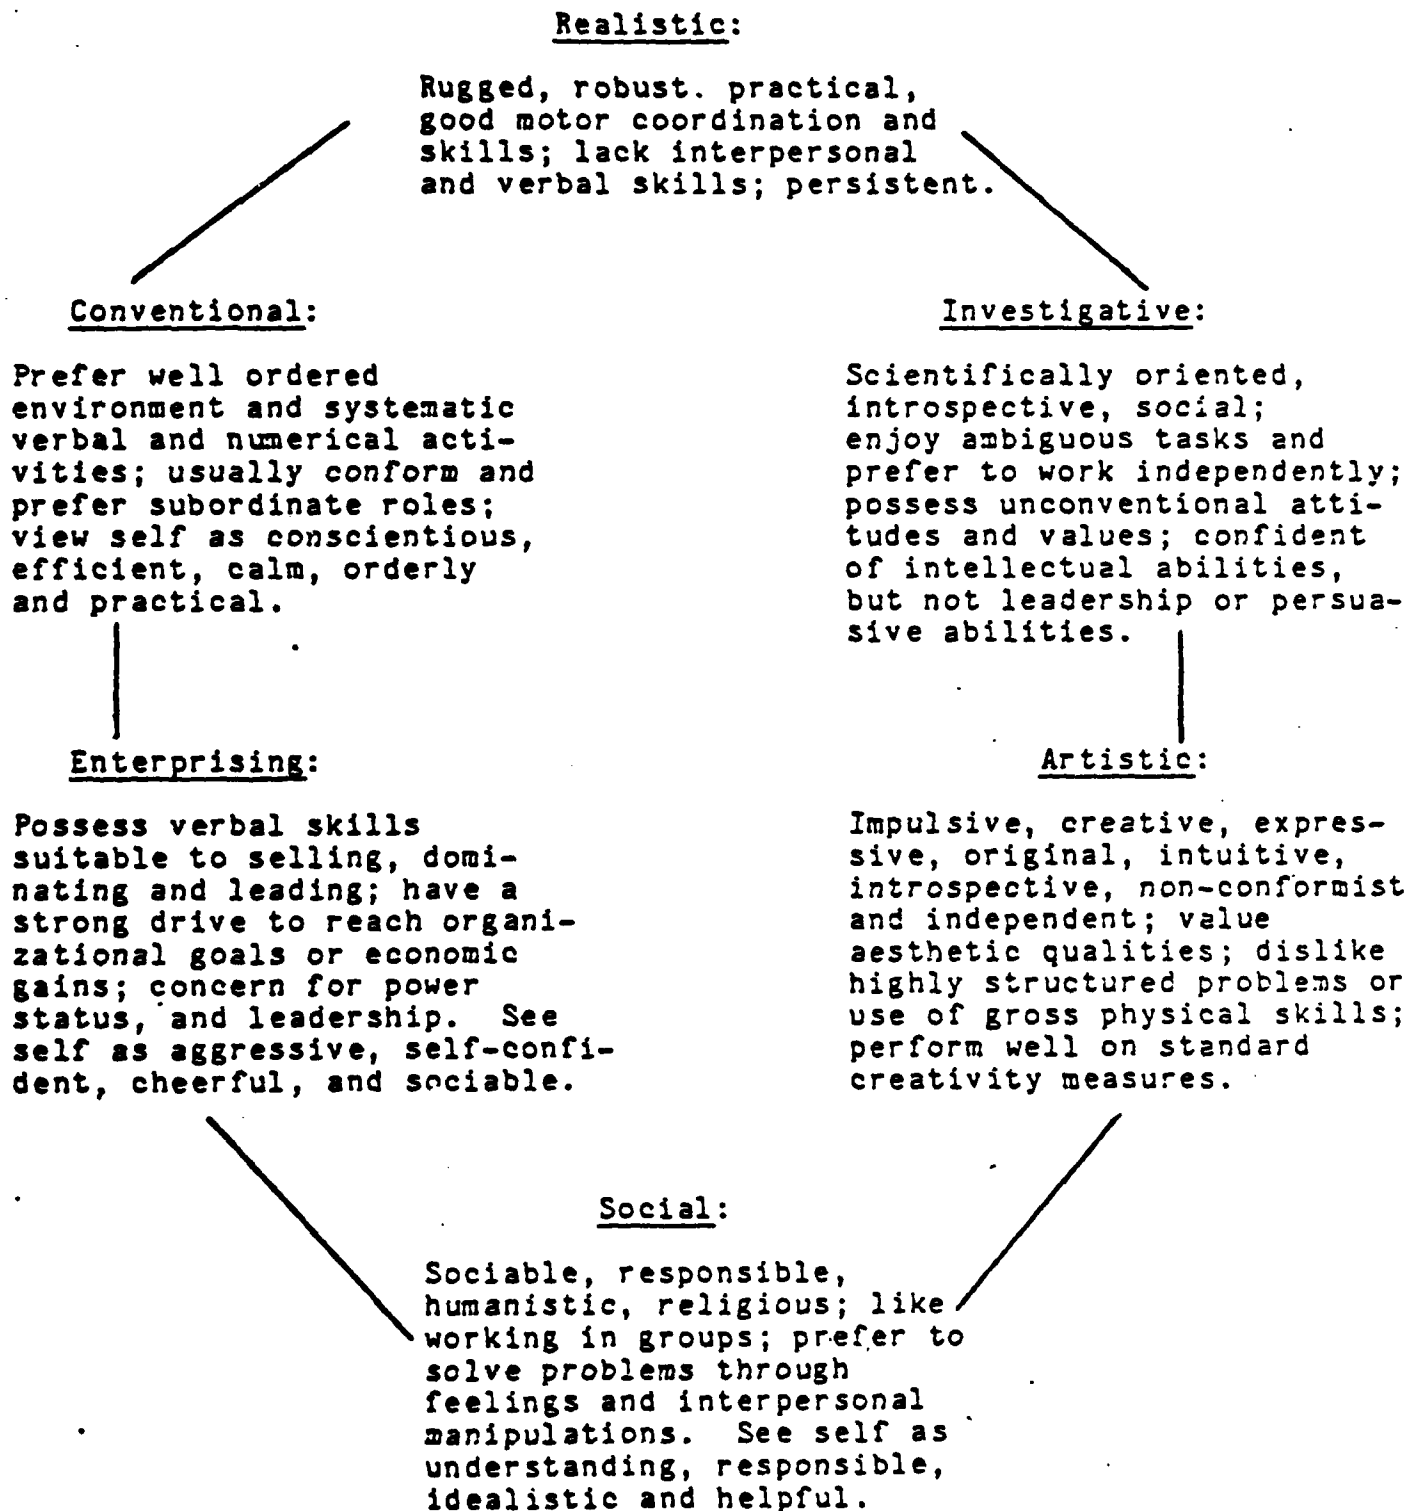 Realistic:
Rugged, robust. practical,
good motor coordination and
skills; lack interpersonal
and verbal skills; persistent.
Conventional:
Prefer well ordered
environment and systematic
verbal and numerical acti-
vities; usually conform and
prefer subordinate roles;
view self as conscientious,
efficient, calm, orderly
and practical.
Investigative:
Scientifically oriented,
introspective, social;
enjoy ambiguous tasks and
prefer to work independently;
possess unconventional atti-
tudes and values; confident
of intellectual abilities,
but not leadership or persua-
sive abilities.
Enterprising:
Possess verbal skills
suitable to selling, domi-
nating and leading; have a
strong drive to reach organi-
zational goals or economic
gains; concern for power
status, and leadership. See
self as aggressive, self-confi-
dent, cheerful, and sociable.
Artistic:
Impulsive, creative, expres-
sive, original, intuitive,
introspective, non-conformist
and independent; value
aesthetic qualities; dislike
highly structured problems or
use of gross physical skills;
perform well on standard
creativity measures.
Social:
Sociable, responsible,
humanistic, religious; like
working in groups; prefer to
solve problems through
feelings and interpersonal
manipulations. See self as
understanding, responsible,
idealistic and helpful.